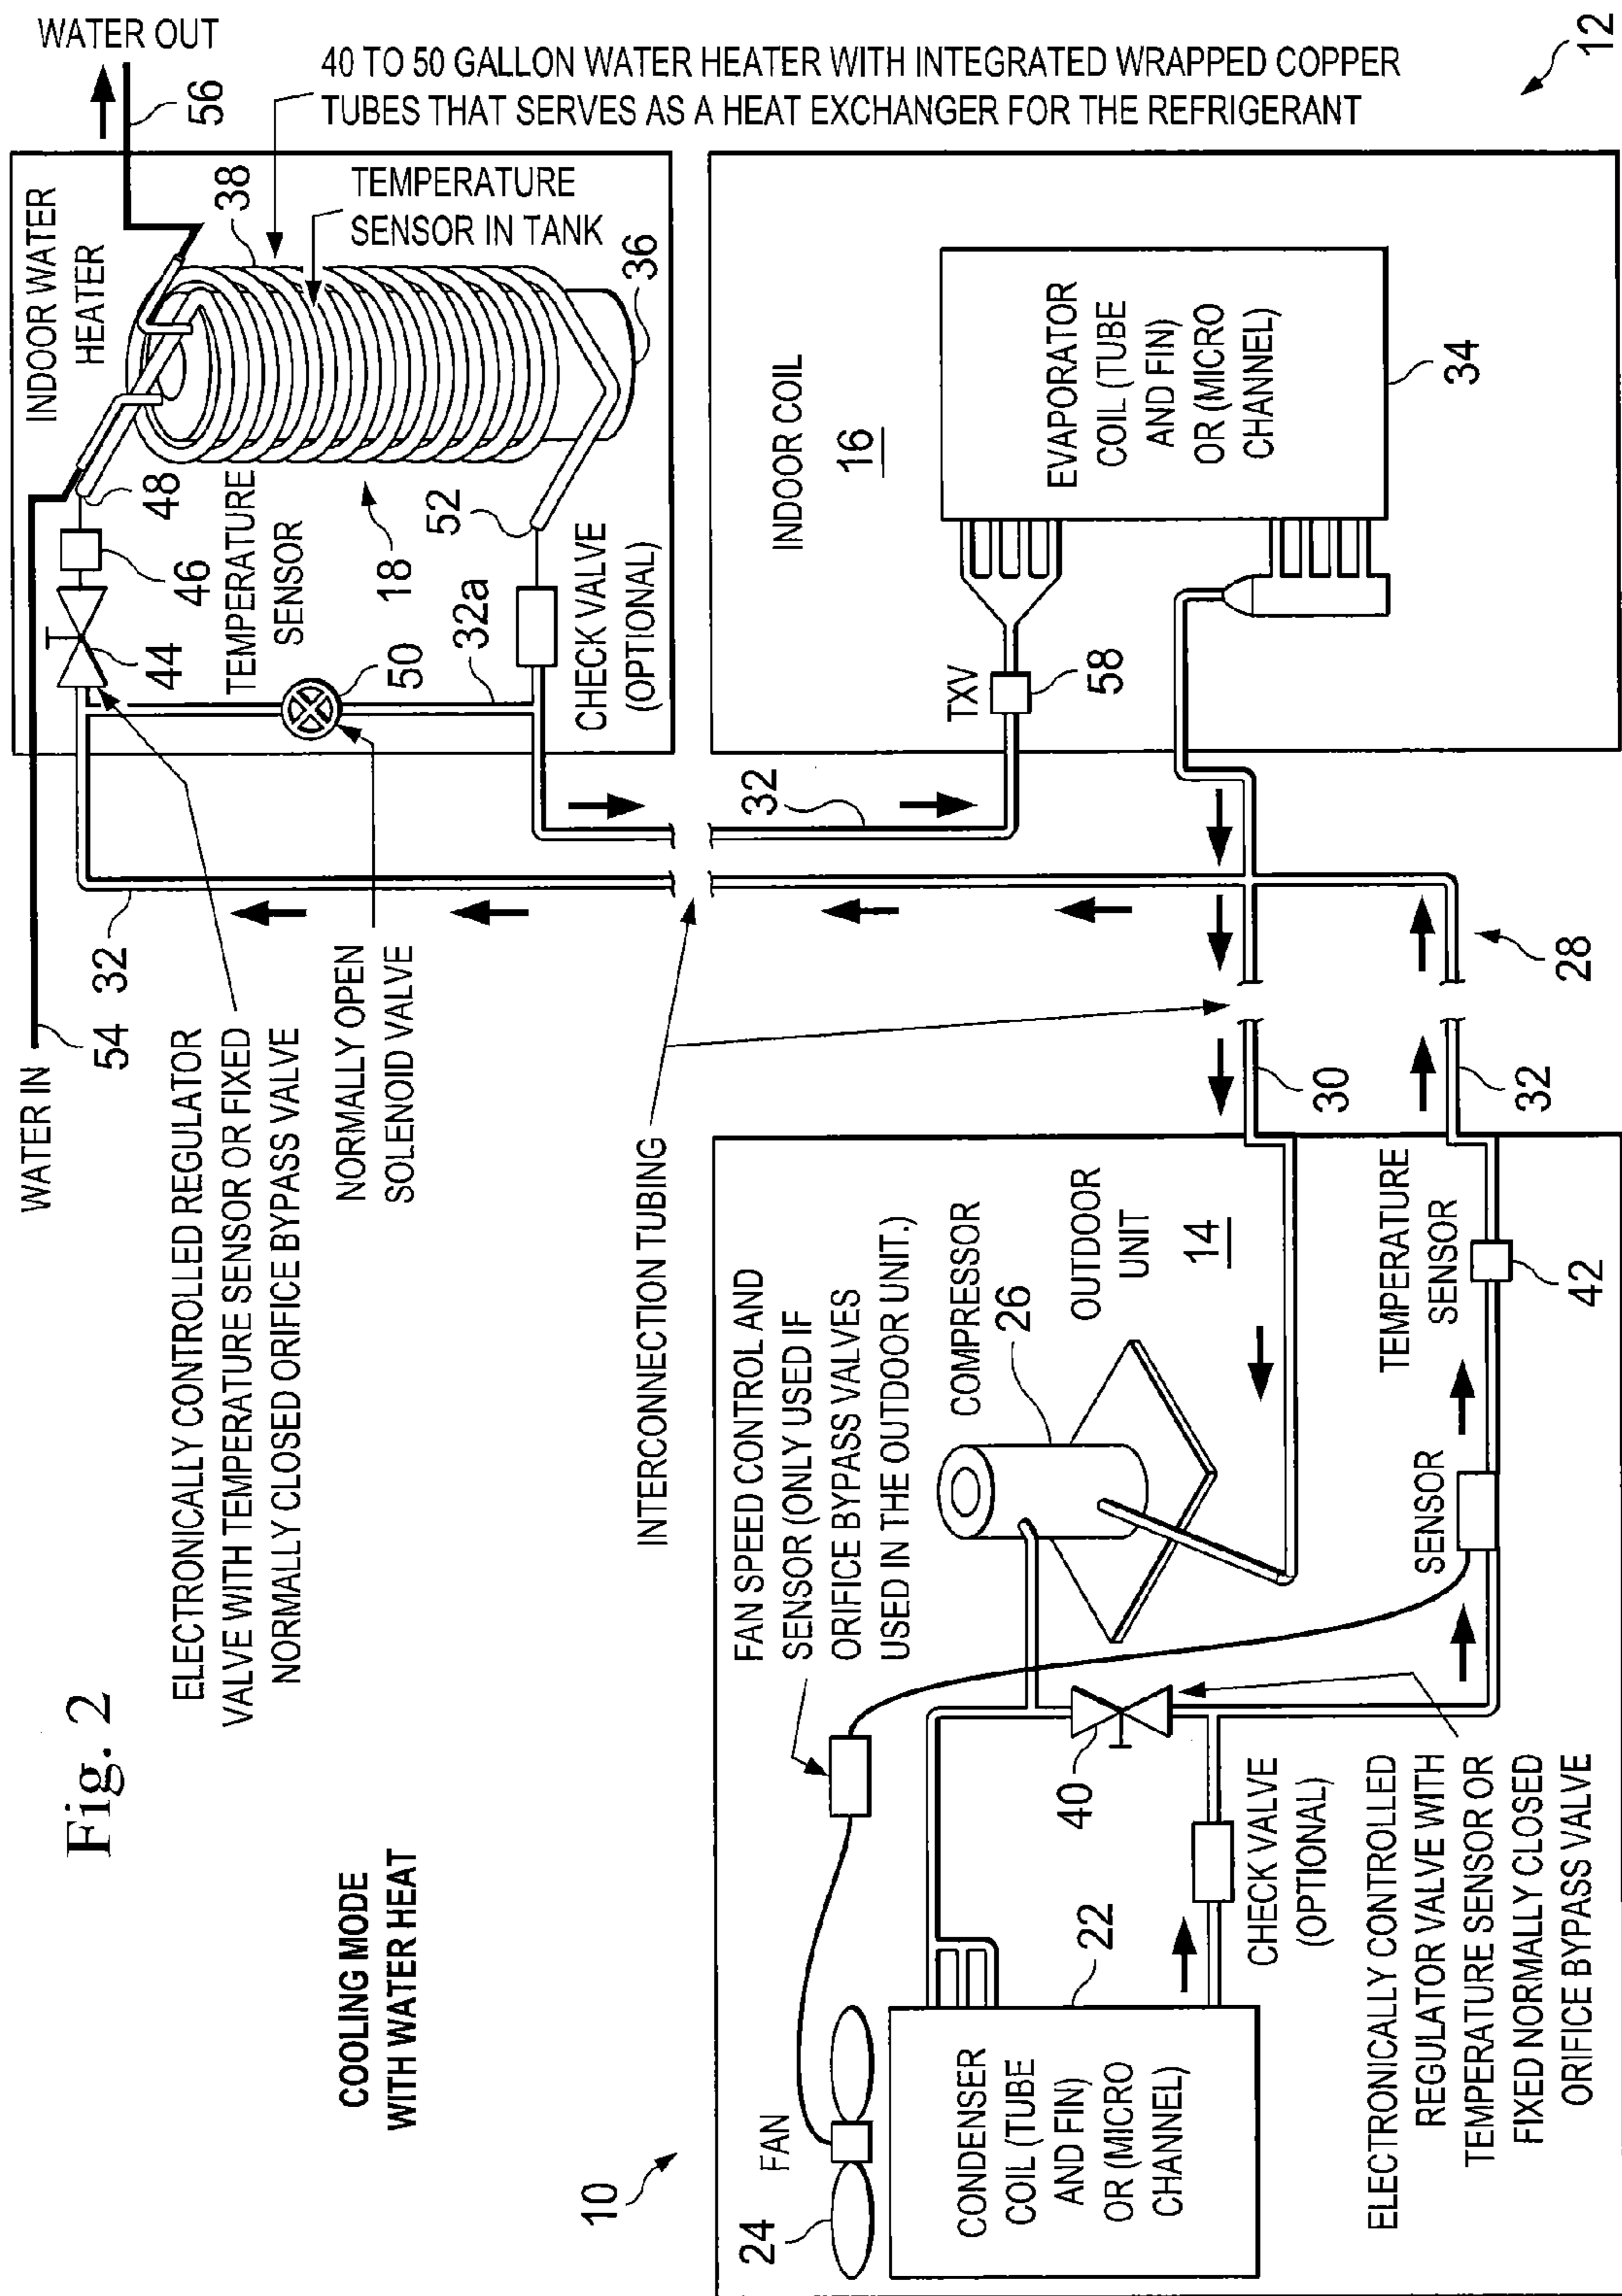 Fig. 2
COOLING MODE
WITH WATER HEAT
10
12
WATER IN
54
WATER OUT
56
40 TO 50 GALLON WATER HEATER WITH INTEGRATED WRAPPED COPPER
TUBES THAT SERVES AS A HEAT EXCHANGER FOR THE REFRIGERANT
INDOOR WATER
HEATER
38
TEMPERATURE
SENSOR IN TANK
36
48
46
44
TEMPERATURE
SENSOR
18
52
50
32a
CHECK VALVE
(OPTIONAL)
32
ELECTRONICALLY CONTROLLED REGULATOR
VALVE WITH TEMPERATURE SENSOR OR FIXED
NORMALLY CLOSED ORIFICE BYPASS VALVE
NORMALLY OPEN
SOLENOID VALVE
INTERCONNECTION TUBING
32
INDOOR COIL
16
TXV
58
EVAPORATOR
COIL (TUBE
AND FIN)
OR (MICRO
CHANNEL)
34
28
30
32
FAN SPEED CONTROL AND
SENSOR (ONLY USED IF
ORIFICE BYPASS VALVES
USED IN THE OUTDOOR UNIT.)
COMPRESSOR
26
OUTDOOR
UNIT
14
TEMPERATURE
SENSOR
42
SENSOR
FAN
24
CONDENSER
COIL (TUBE
AND FIN)
OR (MICRO
CHANNEL)
22
40
CHECK VALVE
(OPTIONAL)
ELECTRONICALLY CONTROLLED
REGULATOR VALVE WITH
TEMPERATURE SENSOR OR
FIXED NORMALLY CLOSED
ORIFICE BYPASS VALVE